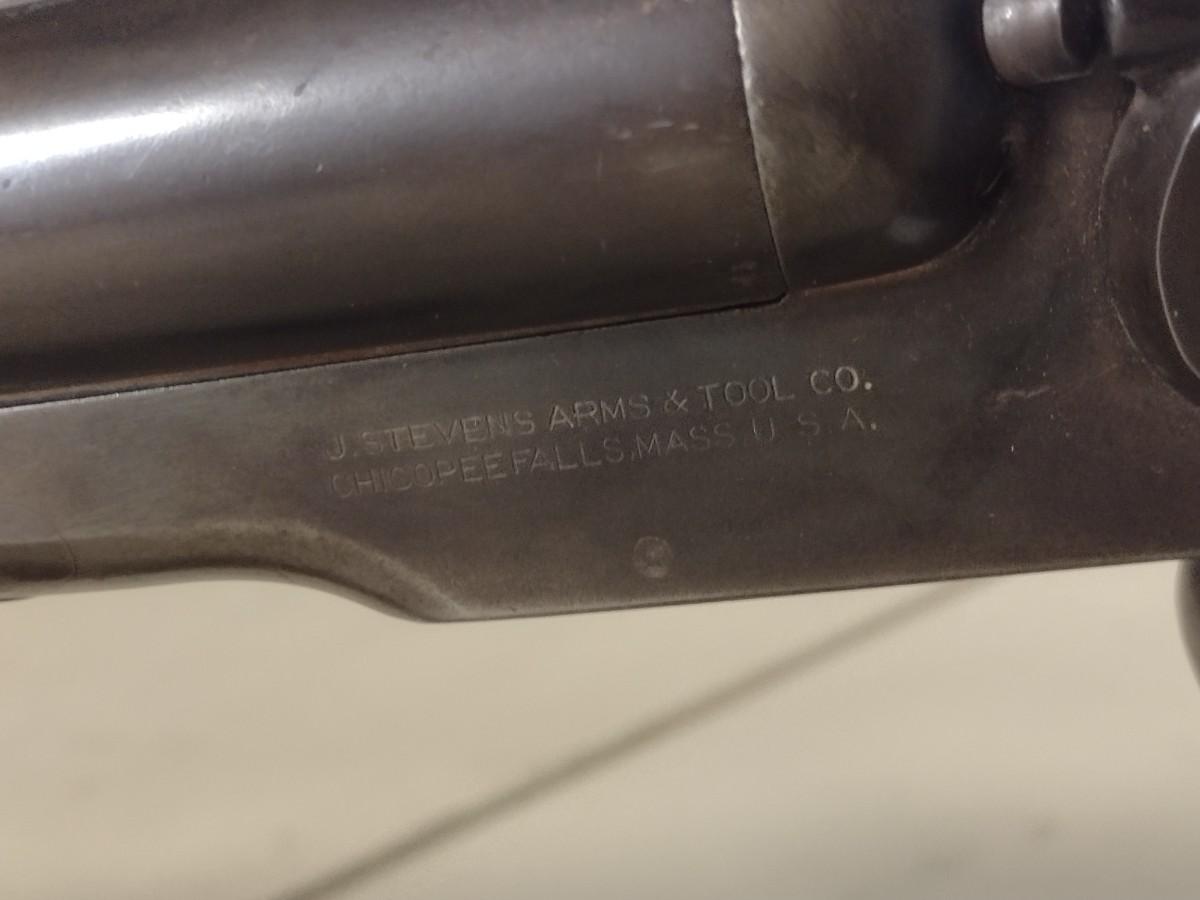 J. STEVENS ARMS & TOOL CO.
CHICOPEE FALLS, MASS. U. S. A.